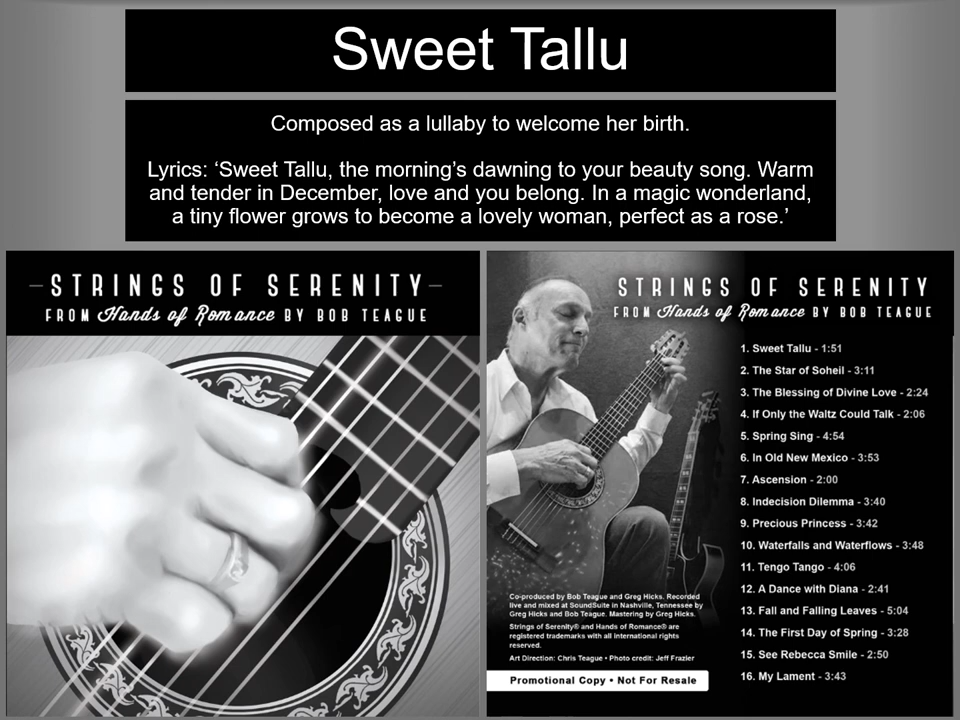 Sweet Tallu
Composed as a lullaby to welcome her birth.
Lyrics: ‘Sweet Tallu, the morning’s dawning to your beauty song. Warm
and tender in December, love and you belong. In a magic wonderland,
a tiny flower grows to become a lovely woman, perfect as a rose.’
–STRINGS OF SERENITY–
FROM Hands of Romance BY BOB TEAGUE
STRINGS OF SERENITY
FROM Hands of Romance BY BOB TEAGUE
1. Sweet Tallu - 1:51
2. The Star of Soheil - 3:11
3. The Blessing of Divine Love - 2:24
4. If Only the Waltz Could Talk - 2:06
5. Spring Sing - 4:54
6. In Old New Mexico - 3:53
7. Ascension - 2:00
8. Indecision Dilemma - 3:40
9. Precious Princess - 3:42
10. Waterfalls and Waterflows - 3:48
11. Tengo Tango - 4:06
12. A Dance with Diana - 2:41
13. Fall and Falling Leaves - 5:04
14. The First Day of Spring - 3:28
15. See Rebecca Smile - 2:50
16. My Lament - 3:43
Co-produced by Bob Teague and Greg Hicks. Recorded
live and mixed at SoundSuite in Nashville, Tennessee by
Greg Hicks and Bob Teague. Mastering by Greg Hicks.
Strings of Serenity® and Hands of Romance® are
registered trademarks with all international rights
reserved.
Art Direction: Chris Teague • Photo credit: Jeff Frazier
Promotional Copy • Not For Resale